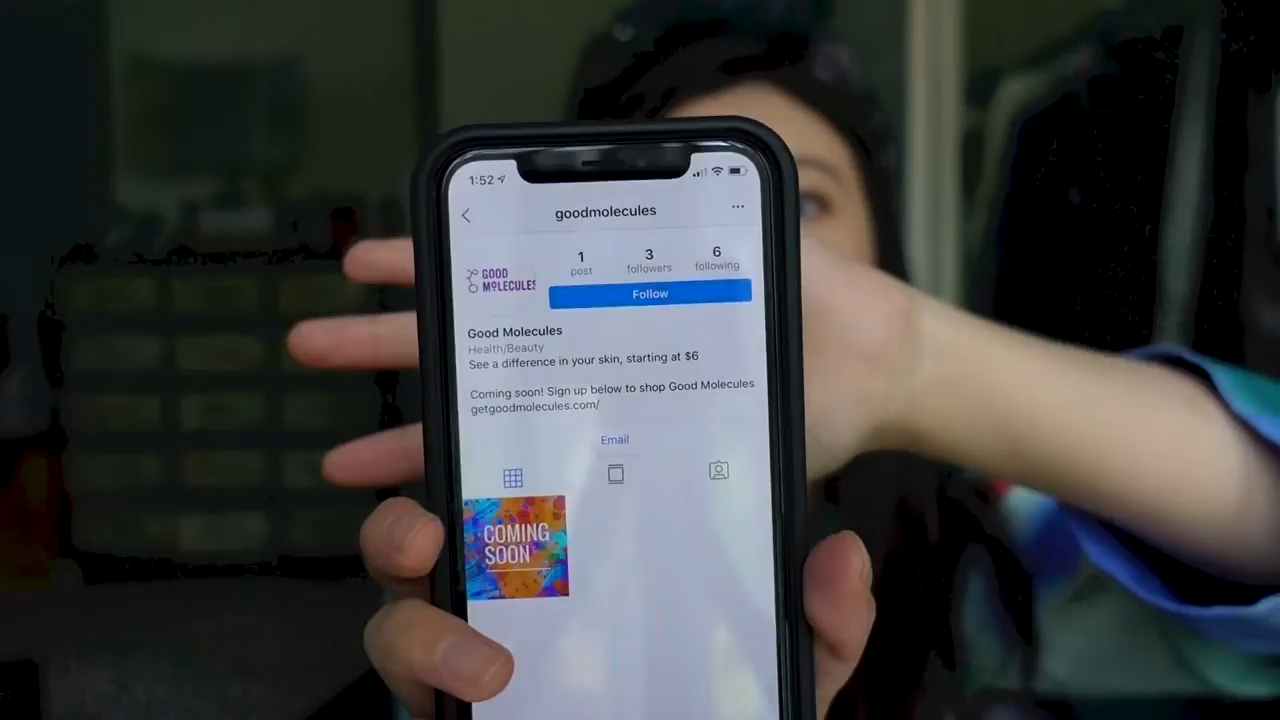 1:52
goodmolecules
1 3 6
post followers following
GOOD
MOLECULES
Follow
Good Molecules
Health/Beauty
See a difference in your skin, starting at $6
Coming soon! Sign up below to shop Good Molecules
getgoodmolecules.com/
Email
COMING
SOON